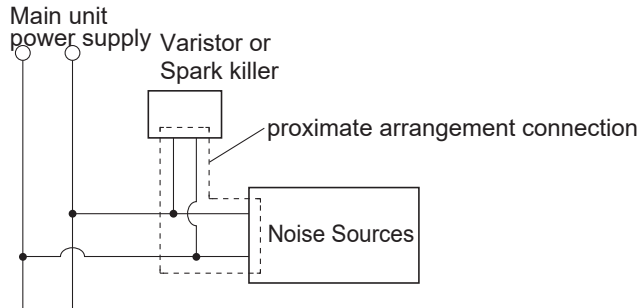 Main unit
power supply
Varistor or
Spark killer
proximate arrangement connection
Noise Sources